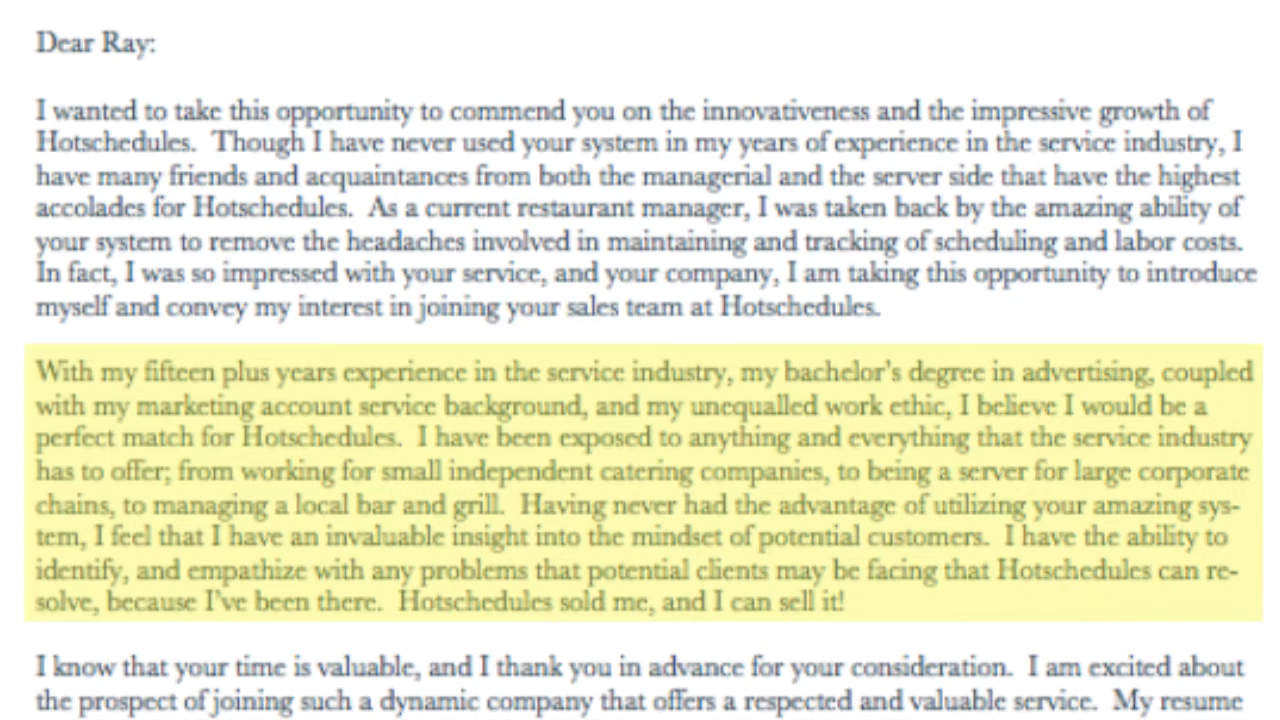 Dear Ray:
I wanted to take this opportunity to commend you on the innovativeness and the impressive growth of
Hotschedules.  Though I have never used your system in my years of experience in the service industry, I
have many friends and acquaintances from both the managerial and the server side that have the highest
accolades for Hotschedules.  As a current restaurant manager, I was taken back by the amazing ability of
your system to remove the headaches involved in maintaining and tracking of scheduling and labor costs.
In fact, I was so impressed with your service, and your company, I am taking this opportunity to introduce
myself and convey my interest in joining your sales team at Hotschedules.
With my fifteen plus years experience in the service industry, my bachelor's degree in advertising, coupled
with my marketing account service background, and my unequalled work ethic, I believe I would be a
perfect match for Hotschedules.  I have been exposed to anything and everything that the service industry
has to offer; from working for small independent catering companies, to being a server for large corporate
chains, to managing a local bar and grill.  Having never had the advantage of utilizing your amazing sys-
tem, I feel that I have an invaluable insight into the mindset of potential customers.  I have the ability to
identify, and empathize with any problems that potential clients may be facing that Hotschedules can re-
solve, because I've been there.  Hotschedules sold me, and I can sell it!
I know that your time is valuable, and I thank you in advance for your consideration.  I am excited about
the prospect of joining such a dynamic company that offers a respected and valuable service.  My resume